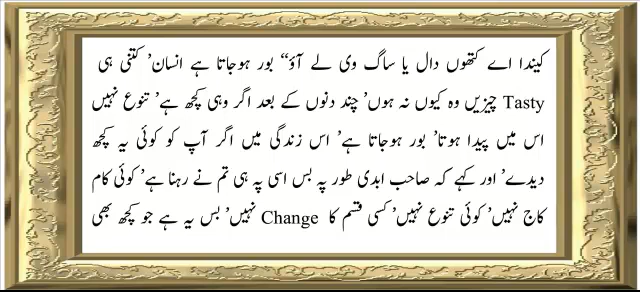 کیندا اے کتھوں دال یا ساگ وی لے آؤ“ بور ہوجاتا ہے انسان’ کتنی ہی
Tasty چیزیں وہ کیوں نہ ہوں’ چند دنوں کے بعد اگر وہی کچھ ہے’ تنوع نہیں
اس میں پیدا ہوتا’ بور ہوجاتا ہے’ اس زندگی میں اگر آپ کو کوئی یہ کچھ
دیدے’ اور کہے کہ صاحب ابدی طور پہ بس اسی پہ ہی تم نے رہنا ہے’ کوئی کام
کاج نہیں’ کوئی تنوع نہیں’ کسی قسم کا Change نہیں’ بس یہ ہے جو کچھ بھی